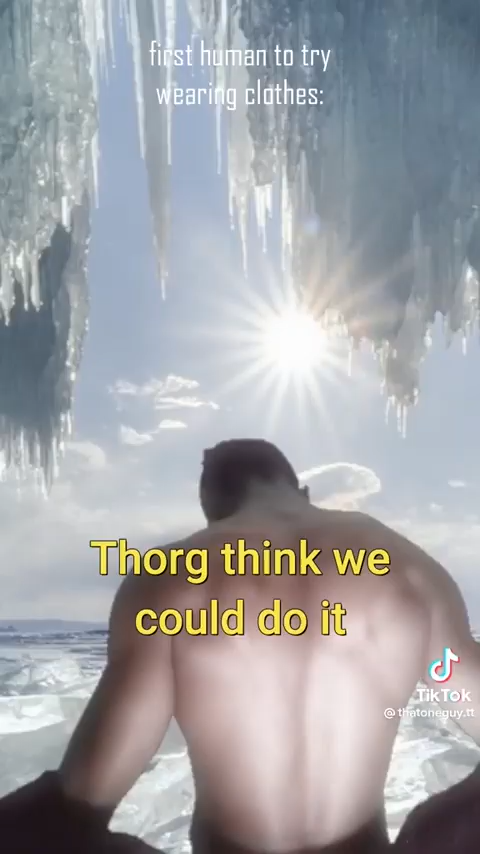 first human to try
wearing clothes:
Thorg think we
could do it
TikTok
@thatoneguy.tt